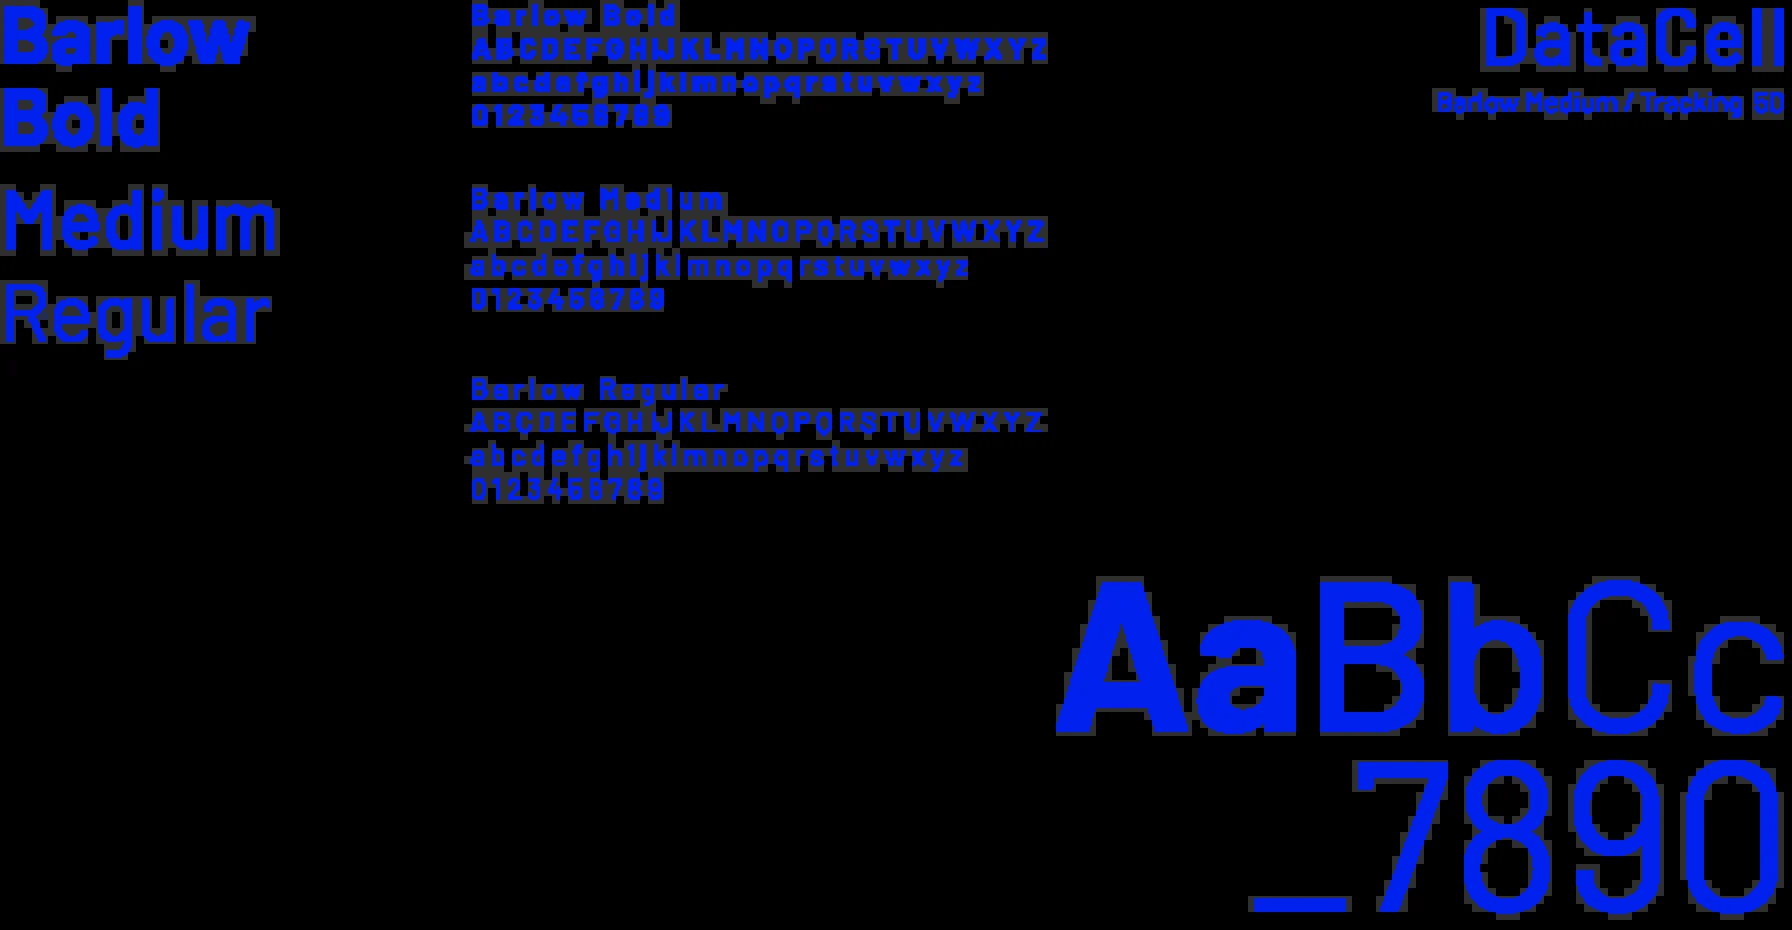 Barlow
Bold
Medium
Regular
Barlow Bold
ABCDEFGHIJKLMNOPQRSTUVWXYZ
abcdefghijklmnopqrstuvwxyz
0123456789
Barlow Medium
ABCDEFGHIJKLMNOPQRSTUVWXYZ
abcdefghijklmnopqrstuvwxyz
0123456789
Barlow Regular
ABCDEFGHIJKLMNOPQRSTUVWXYZ
abcdefghijklmnopqrstuvwxyz
0123456789
DataCell
Barlow Medium / Tracking 50
AaBbCc
_7890